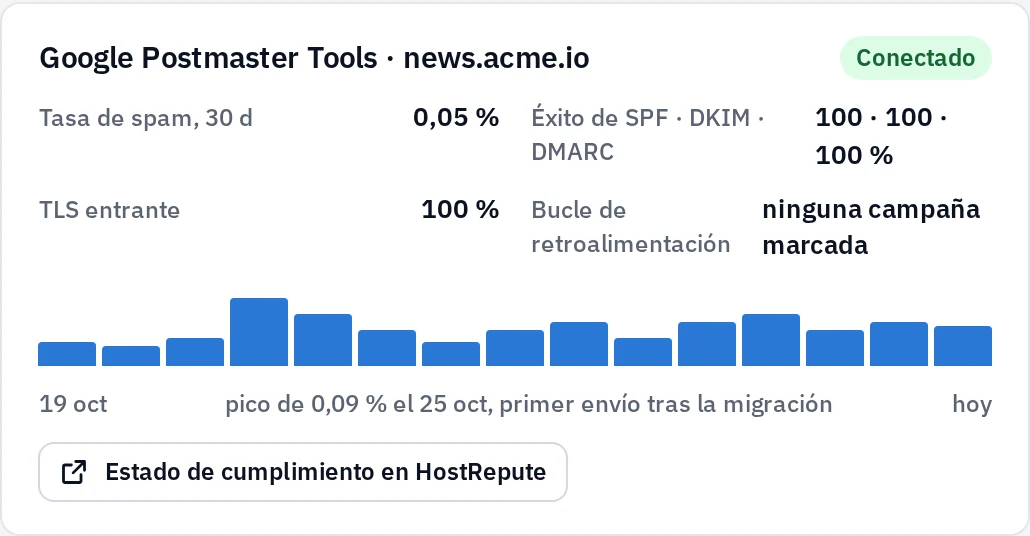 Google Postmaster Tools · news.acme.io
Conectado
Tasa de spam, 30 d
0,05 %
Éxito de SPF · DKIM ·
DMARC
100 · 100 ·
100 %
TLS entrante
100 %
Bucle de
retroalimentación
ninguna campaña
marcada
19 oct
pico de 0,09 % el 25 oct, primer envío tras la migración
hoy
Estado de cumplimiento en HostRepute